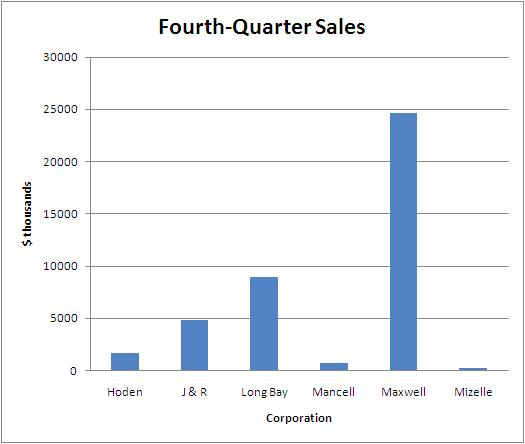 Fourth-Quarter Sales
30000
25000
20000
15000
10000
5000
0
$ thousands
Hoden J & R Long Bay Mancell Maxwell Mizelle
Corporation